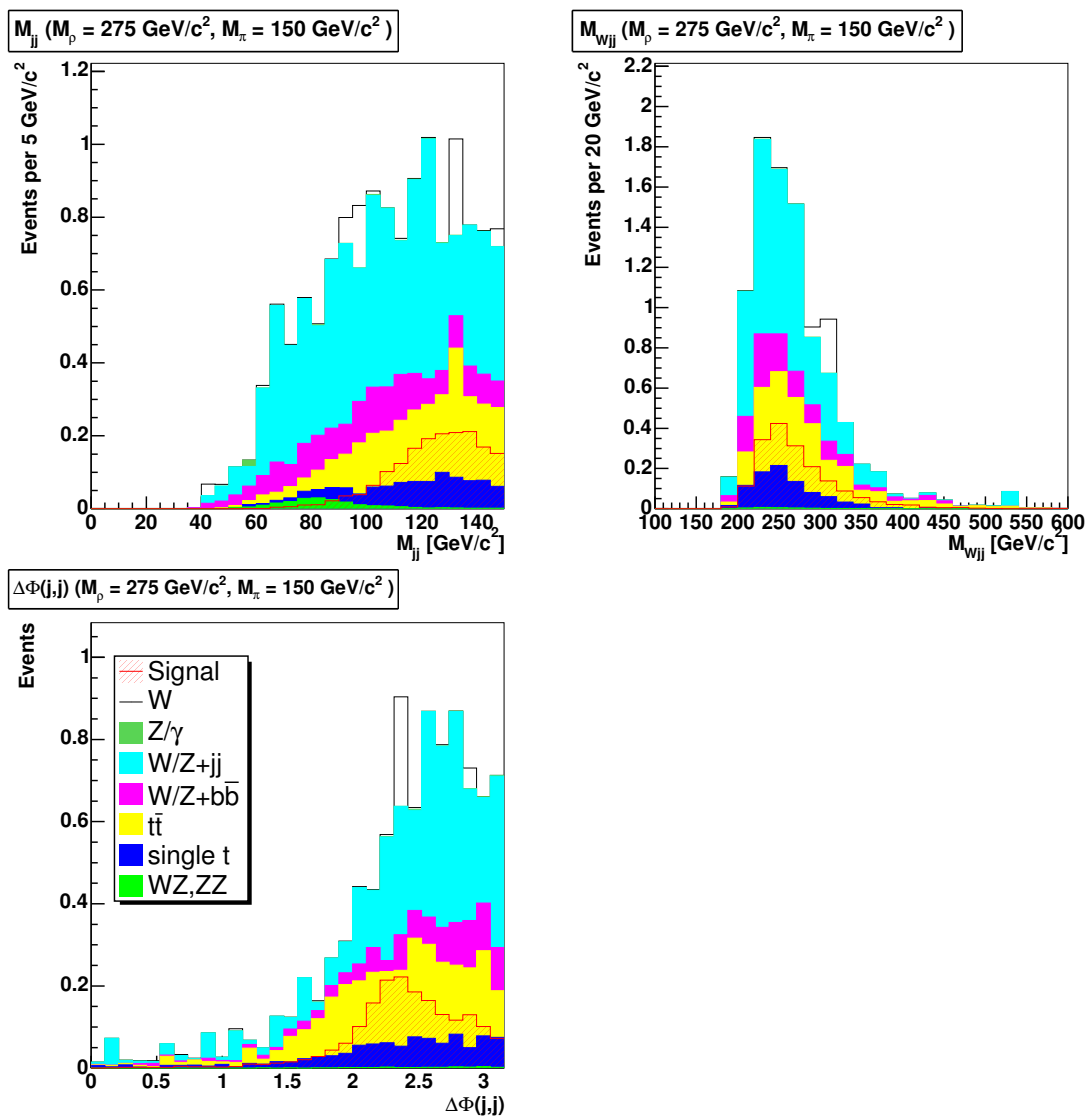 M_jj (M_ρ = 275 GeV/c², M_π = 150 GeV/c² )
Events per 5 GeV/c²
1.2
1
0.8
0.6
0.4
0.2
0
0 20 40 60 80 100 120 140
M_jj [GeV/c²]
M_Wjj (M_ρ = 275 GeV/c², M_π = 150 GeV/c² )
Events per 20 GeV/c²
2.2
2
1.8
1.6
1.4
1.2
1
0.8
0.6
0.4
0.2
0
100 150 200 250 300 350 400 450 500 550 600
M_Wjj [GeV/c²]
ΔΦ(j,j) (M_ρ = 275 GeV/c², M_π = 150 GeV/c² )
Events
1
0.8
0.6
0.4
0.2
0
Signal
W
Z/γ
W/Z+jj
W/Z+bb̄
tt̄
single t
WZ,ZZ
0 0.5 1 1.5 2 2.5 3
ΔΦ(j,j)